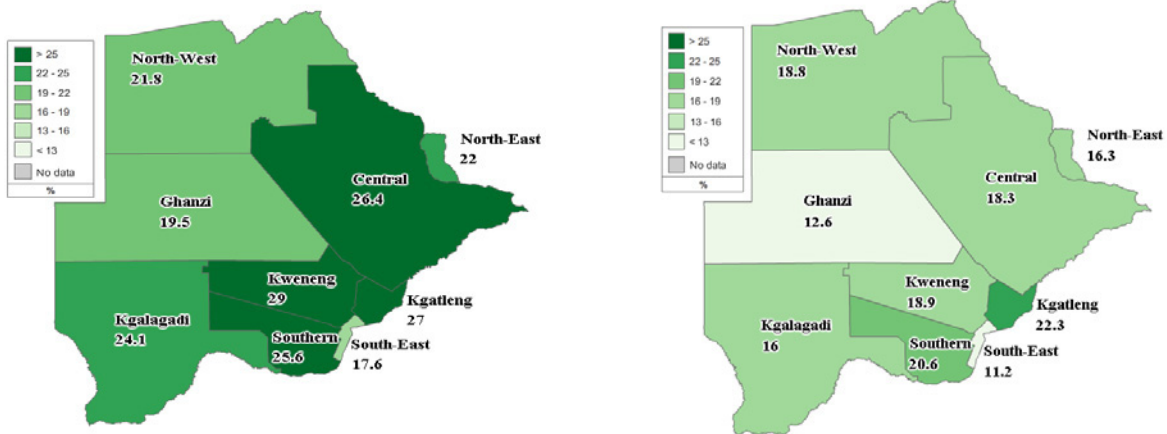 > 25
22 - 25
19 - 22
16 - 19
13 - 16
< 13
No data
%
North-West
21.8
North-East
22
Central
26.4
Ghanzi
19.5
Kweneng
29
Kgatleng
27
Kgalagadi
24.1
Southern
25.6
South-East
17.6
> 25
22 - 25
19 - 22
16 - 19
13 - 16
< 13
No data
%
North-West
18.8
North-East
16.3
Central
18.3
Ghanzi
12.6
Kweneng
18.9
Kgatleng
22.3
Kgalagadi
16
Southern
20.6
South-East
11.2